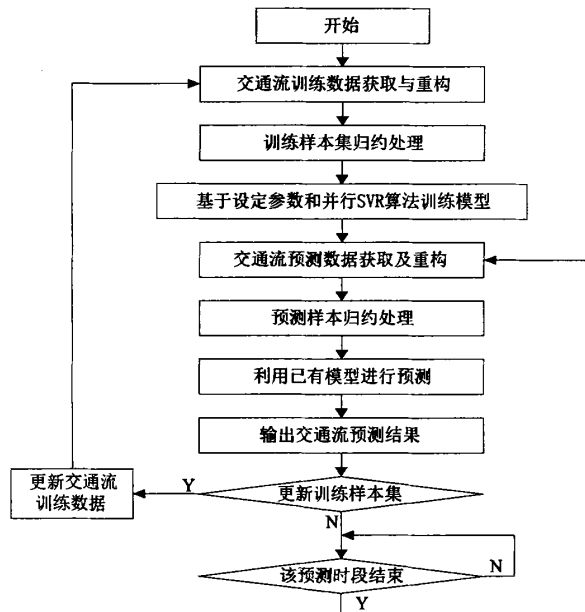 开始
交通流训练数据获取与重构
训练样本集归约处理
基于设定参数和并行SVR算法训练模型
交通流预测数据获取及重构
预测样本归约处理
利用已有模型进行预测
输出交通流预测结果
更新交通流
训练数据
Y
更新训练样本集
N
该预测时段结束
N
Y